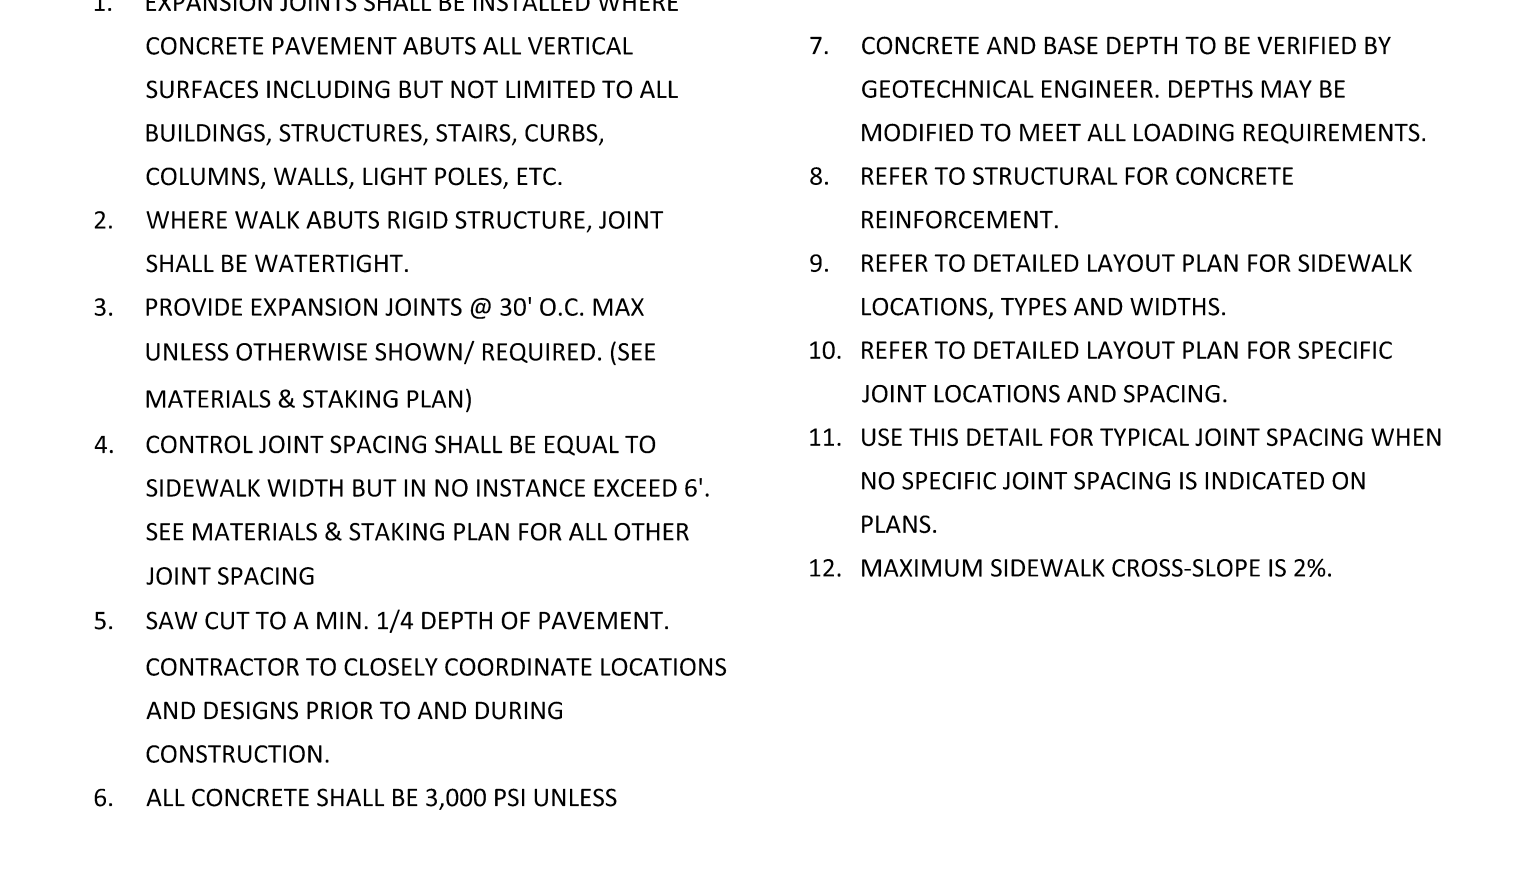 1. EXPANSION JOINTS SHALL BE INSTALLED WHERE
CONCRETE PAVEMENT ABUTS ALL VERTICAL
SURFACES INCLUDING BUT NOT LIMITED TO ALL
BUILDINGS, STRUCTURES, STAIRS, CURBS,
COLUMNS, WALLS, LIGHT POLES, ETC.
2. WHERE WALK ABUTS RIGID STRUCTURE, JOINT
SHALL BE WATERTIGHT.
3. PROVIDE EXPANSION JOINTS @ 30' O.C. MAX
UNLESS OTHERWISE SHOWN/ REQUIRED. (SEE
MATERIALS & STAKING PLAN)
4. CONTROL JOINT SPACING SHALL BE EQUAL TO
SIDEWALK WIDTH BUT IN NO INSTANCE EXCEED 6'.
SEE MATERIALS & STAKING PLAN FOR ALL OTHER
JOINT SPACING
5. SAW CUT TO A MIN. 1/4 DEPTH OF PAVEMENT.
CONTRACTOR TO CLOSELY COORDINATE LOCATIONS
AND DESIGNS PRIOR TO AND DURING
CONSTRUCTION.
6. ALL CONCRETE SHALL BE 3,000 PSI UNLESS
7. CONCRETE AND BASE DEPTH TO BE VERIFIED BY
GEOTECHNICAL ENGINEER. DEPTHS MAY BE
MODIFIED TO MEET ALL LOADING REQUIREMENTS.
8. REFER TO STRUCTURAL FOR CONCRETE
REINFORCEMENT.
9. REFER TO DETAILED LAYOUT PLAN FOR SIDEWALK
LOCATIONS, TYPES AND WIDTHS.
10. REFER TO DETAILED LAYOUT PLAN FOR SPECIFIC
JOINT LOCATIONS AND SPACING.
11. USE THIS DETAIL FOR TYPICAL JOINT SPACING WHEN
NO SPECIFIC JOINT SPACING IS INDICATED ON
PLANS.
12. MAXIMUM SIDEWALK CROSS-SLOPE IS 2%.